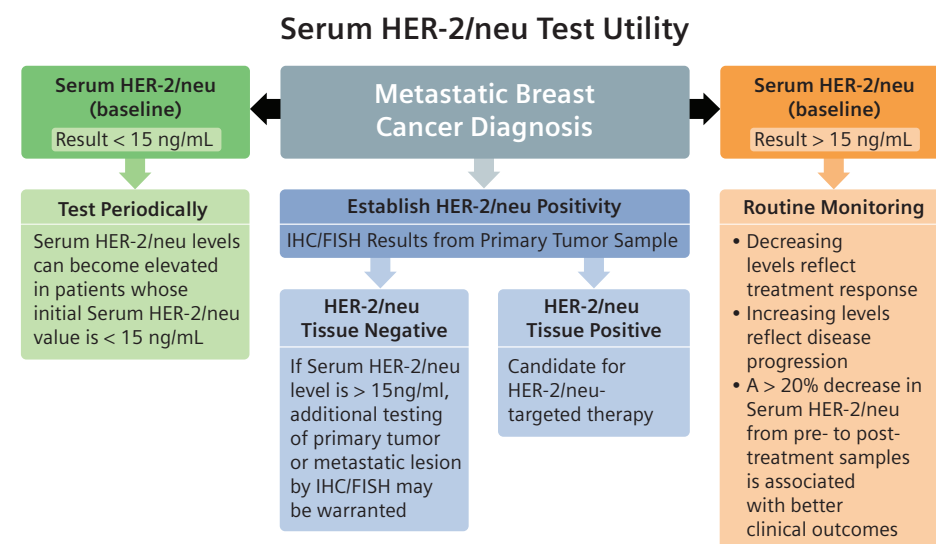 Serum HER-2/neu Test Utility
Serum HER-2/neu
(baseline)
Result < 15 ng/mL
Test Periodically
Serum HER-2/neu levels
can become elevated
in patients whose
initial Serum HER-2/neu
value is < 15 ng/mL
Metastatic Breast
Cancer Diagnosis
Establish HER-2/neu Positivity
IHC/FISH Results from Primary Tumor Sample
HER-2/neu
Tissue Negative
If Serum HER-2/neu
level is > 15ng/ml,
additional testing
of primary tumor
or metastatic lesion
by IHC/FISH may
be warranted
HER-2/neu
Tissue Positive
Candidate for
HER-2/neu-
targeted therapy
Serum HER-2/neu
(baseline)
Result > 15 ng/mL
Routine Monitoring
• Decreasing
levels reflect
treatment response
• Increasing levels
reflect disease
progression
• A > 20% decrease in
Serum HER-2/neu
from pre- to post-
treatment samples
is associated
with better
clinical outcomes